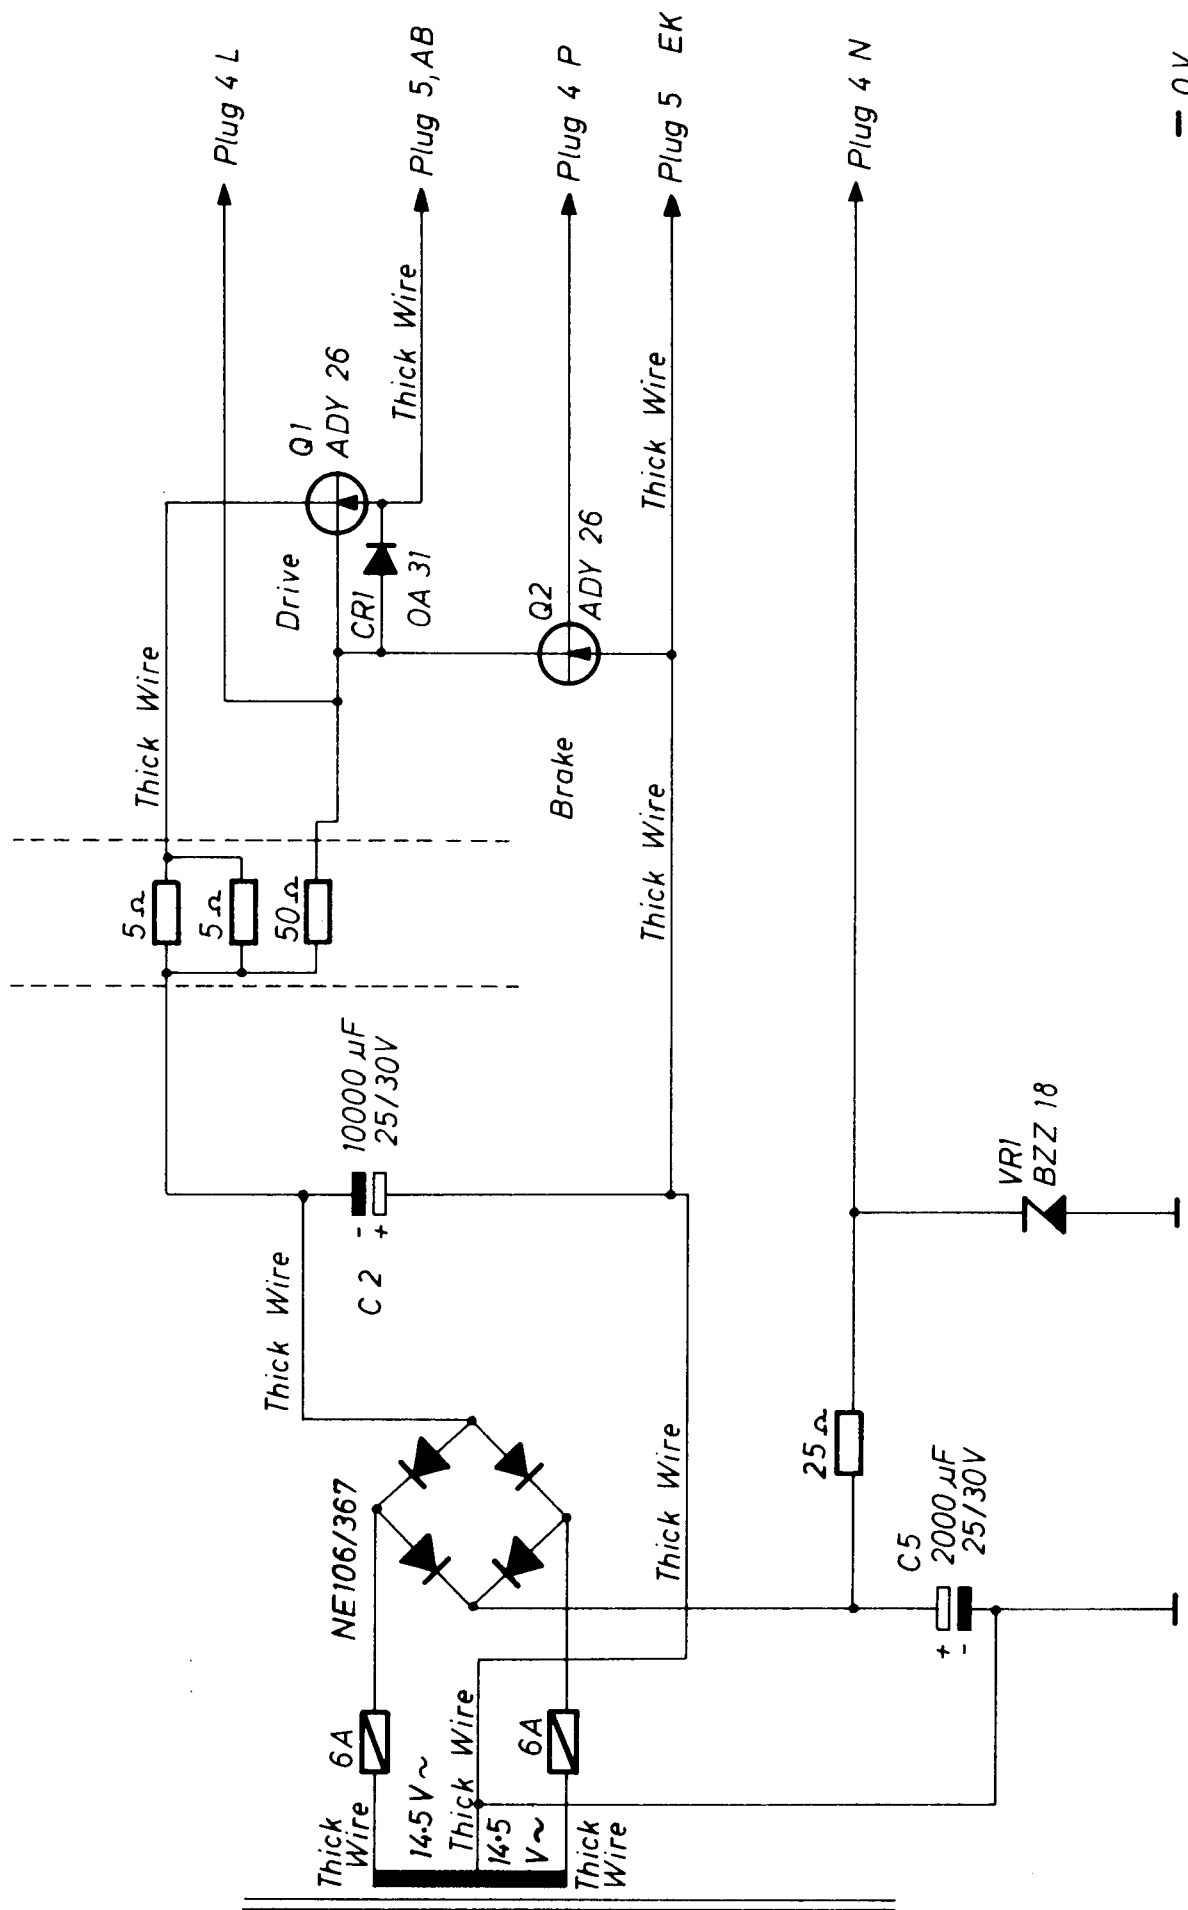 Plug 4 L
Plug 5, AB
Plug 4 P
Plug 5 EK
Plug 4 N
- 0 V
Thick Wire
Q1
ADY 26
Drive
CR1
OA 31
Thick Wire
Q2
ADY 26
Brake
Thick Wire
5Ω
5Ω
50Ω
Thick Wire
10000 µF
25/30V
C 2
-
+
Thick Wire
VR1
BZZ 18
NE106/367
25Ω
C5
2000 µF
25/30V
+
-
Thick Wire
6A
6A
Thick
Wire
14.5 V ~
Thick Wire
14.5
V ~
Thick
Wire